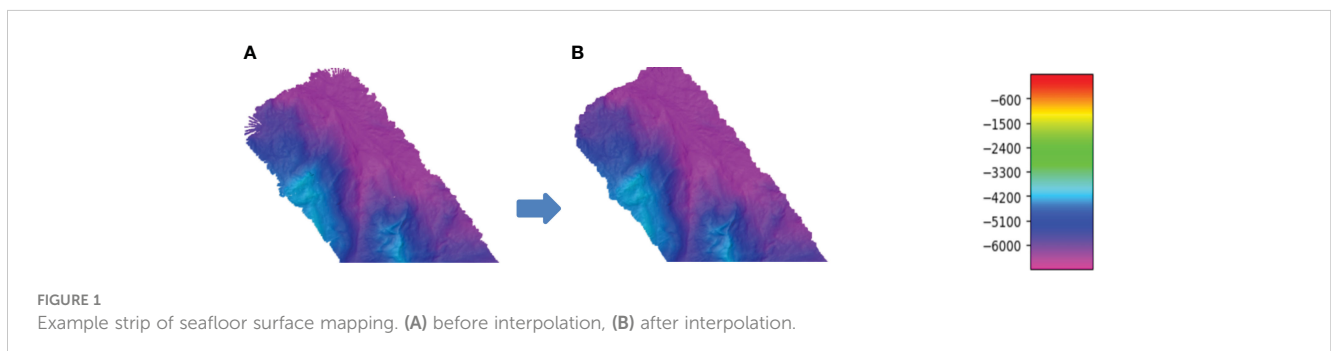 A
B
−600
−1500
−2400
−3300
−4200
−5100
−6000
FIGURE 1
Example strip of seafloor surface mapping. (A) before interpolation, (B) after interpolation.